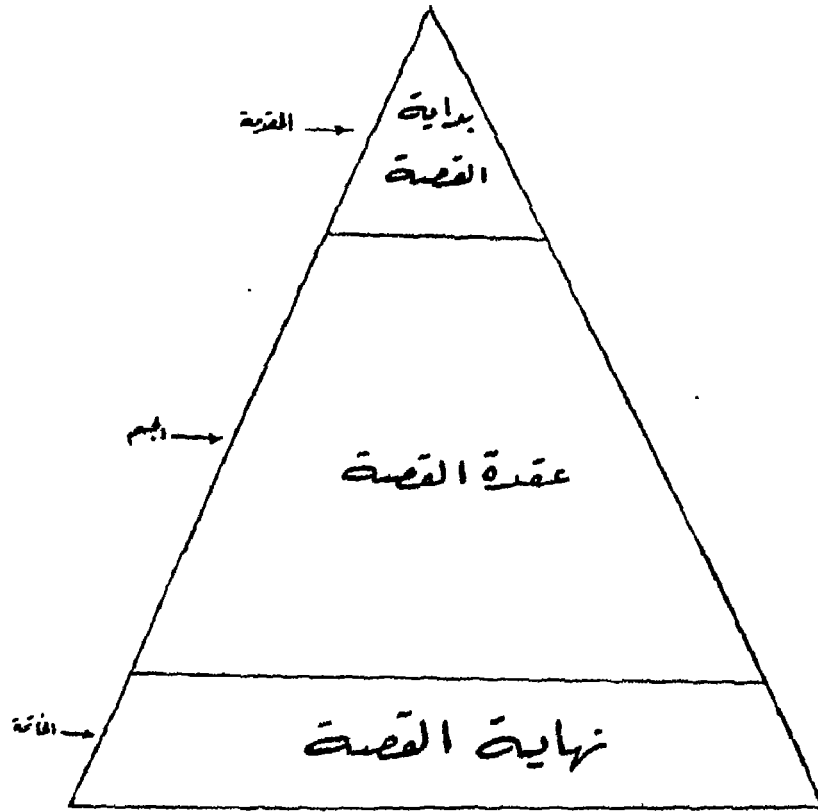 المقدمة
بداية
القصة
الجسم
عقدة القصة
الخاتمة
نهاية القصة